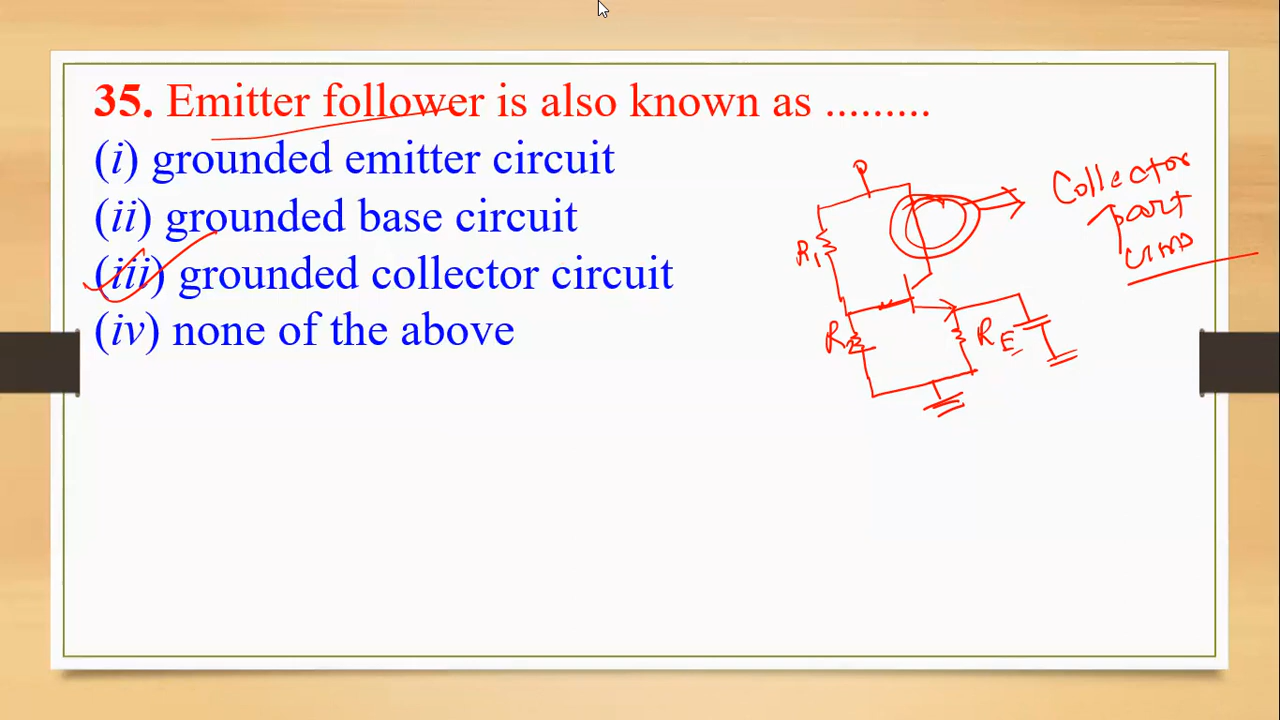 35. Emitter follower is also known as .........
(i) grounded emitter circuit
(ii) grounded base circuit
(iii) grounded collector circuit
(iv) none of the above
R1
R2
RE
Collector
part